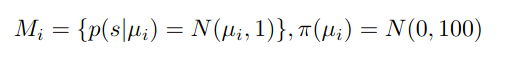 M_i = {p(s|μ_i) = N(μ_i, 1)}, π(μ_i) = N(0, 100)